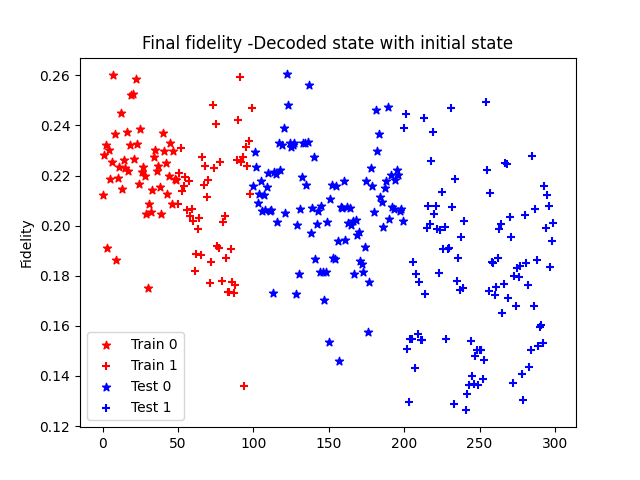 Final fidelity -Decoded state with initial state
0.26
0.24
0.22
0.20
0.18
0.16
0.14
0.12
Fidelity
Train 0
Train 1
Test 0
Test 1
0 50 100 150 200 250 300